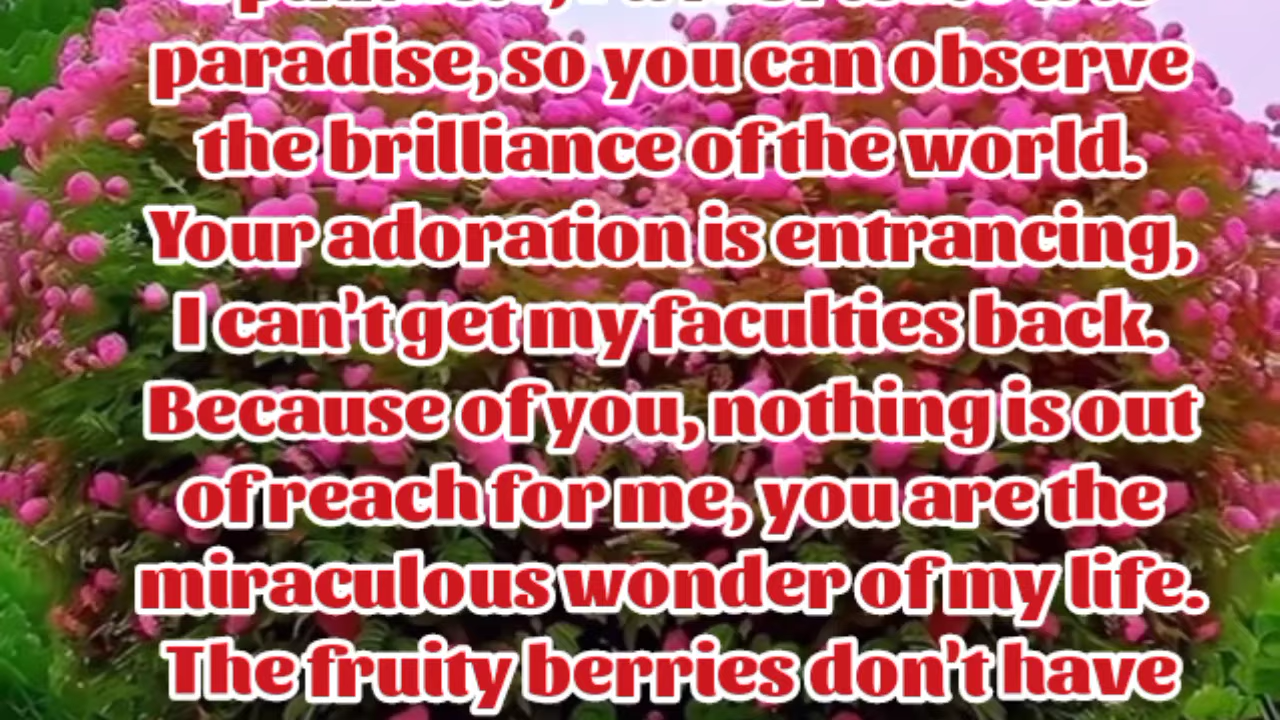 paradise, so you can observe
the brilliance of the world.
Your adoration is entrancing,
I can't get my faculties back.
Because of you, nothing is out
of reach for me, you are the
miraculous wonder of my life.
The fruity berries don't have